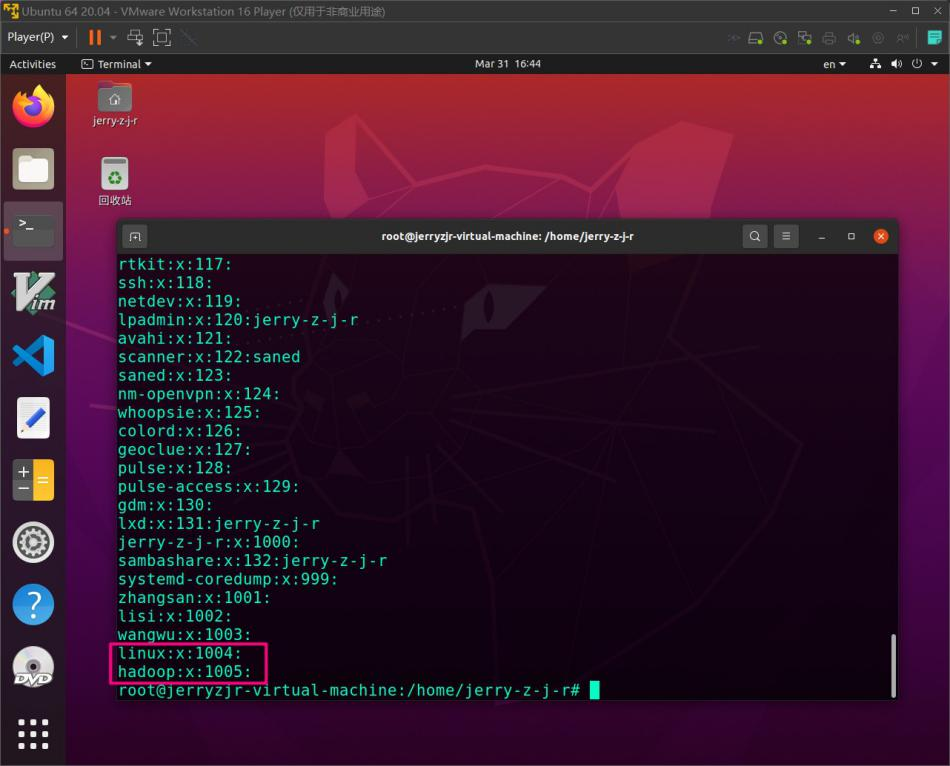 Ubuntu 64 20.04 - VMware Workstation 16 Player (仅用于非商业用途)
Player(P)
Activities
Terminal
Mar 31 16:44
en
jerry-z-j-r
回收站
root@jerryzjr-virtual-machine: /home/jerry-z-j-r
rtkit:x:117:
ssh:x:118:
netdev:x:119:
lpadmin:x:120:jerry-z-j-r
avahi:x:121:
scanner:x:122:saned
saned:x:123:
nm-openvpn:x:124:
whoopsie:x:125:
colord:x:126:
geoclue:x:127:
pulse:x:128:
pulse-access:x:129:
gdm:x:130:
lxd:x:131:jerry-z-j-r
jerry-z-j-r:x:1000:
sambashare:x:132:jerry-z-j-r
systemd-coredump:x:999:
zhangsan:x:1001:
lisi:x:1002:
wangwu:x:1003:
linux:x:1004:
hadoop:x:1005:
root@jerryzjr-virtual-machine:/home/jerry-z-j-r#
>_
Vim
DVD